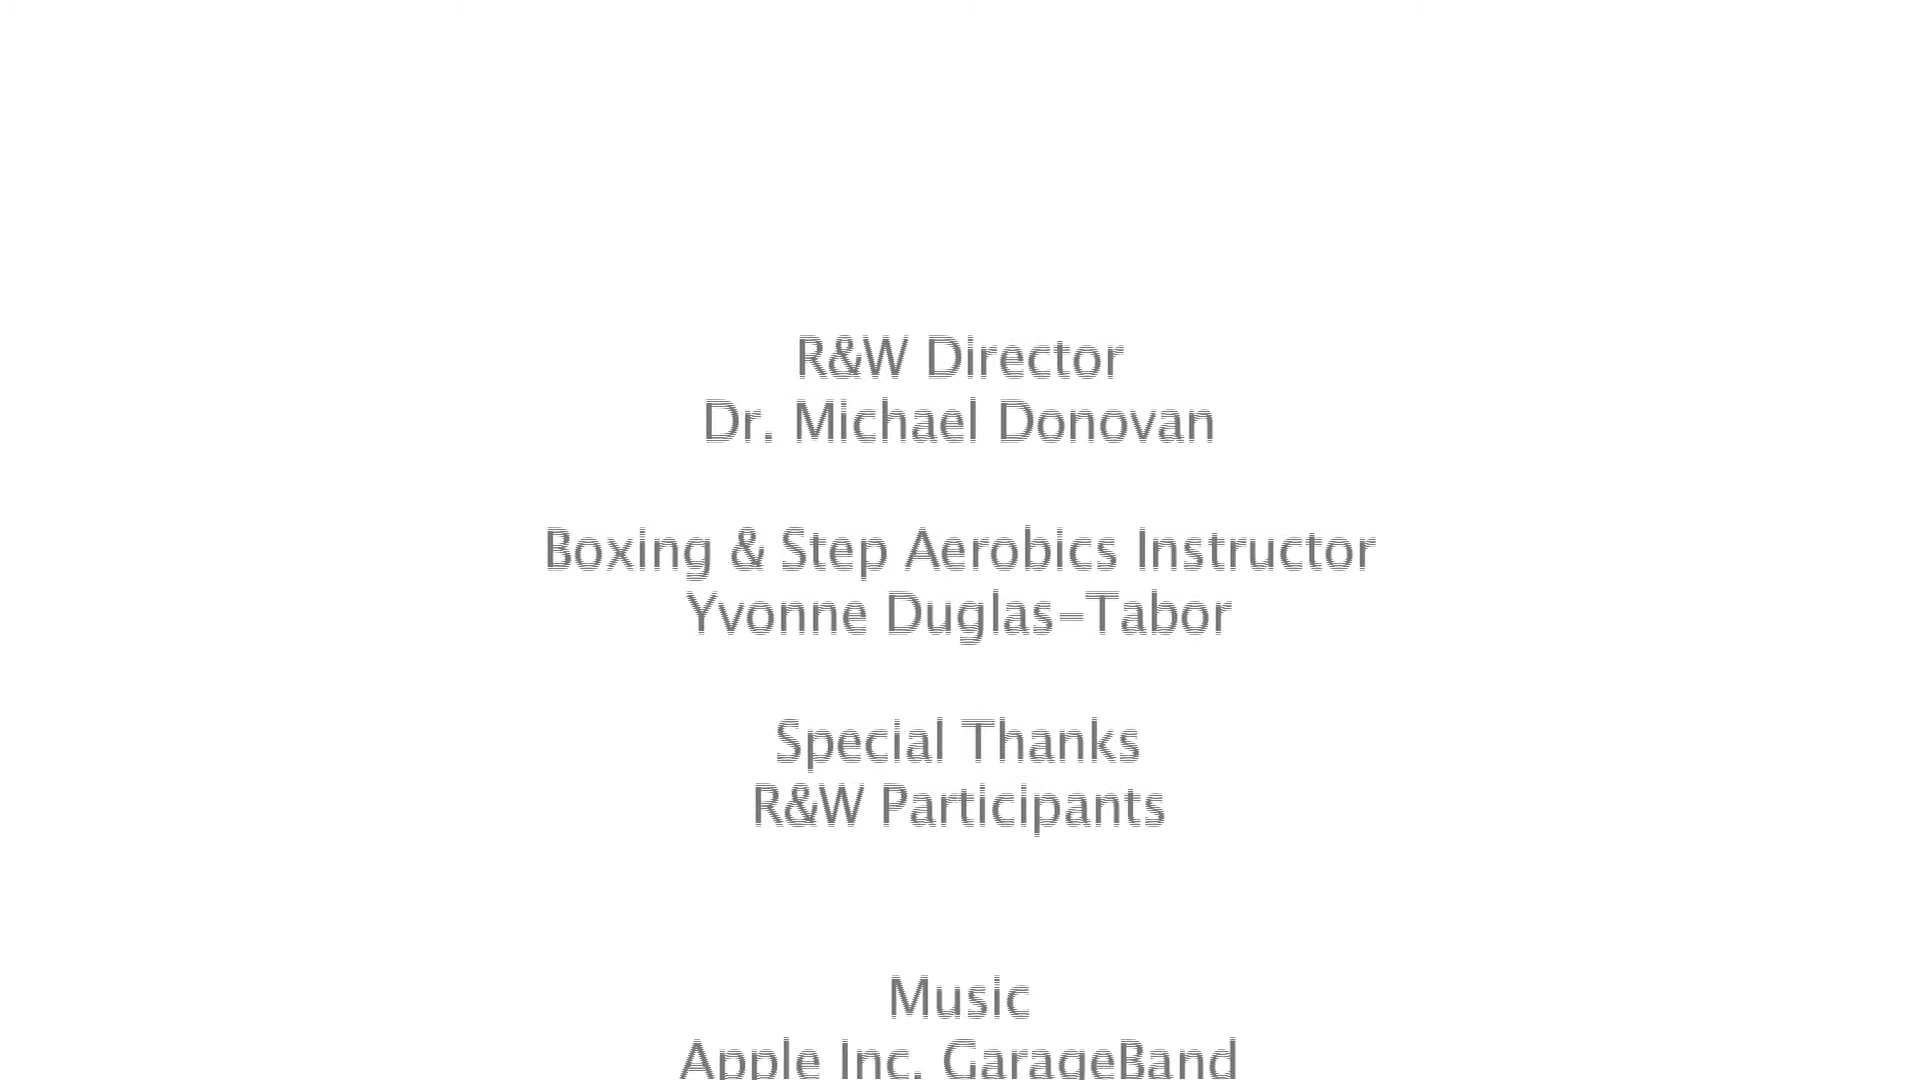 R&W Director
Dr. Michael Donovan
Boxing & Step Aerobics Instructor
Yvonne Duglas-Tabor
Special Thanks
R&W Participants
Music
Apple Inc. GarageBand